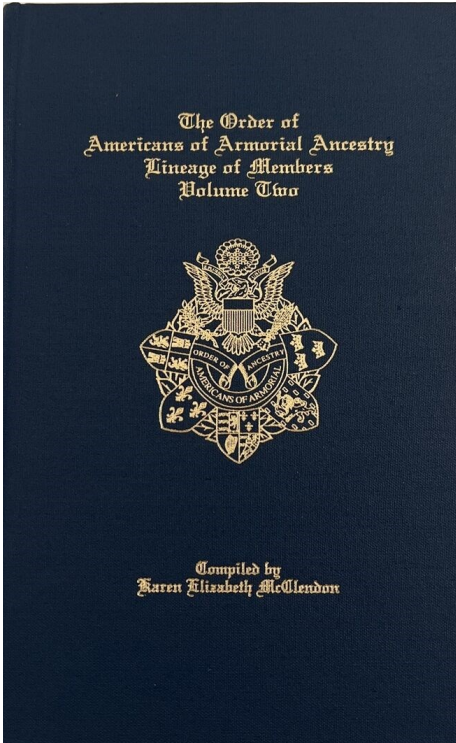 The Order of
Americans of Armorial Ancestry
Lineage of Members
Volume Two
ORDER OF ANCESTRY
AMERICANS OF ARMORIAL
Compiled by
Karen Elizabeth McClendon